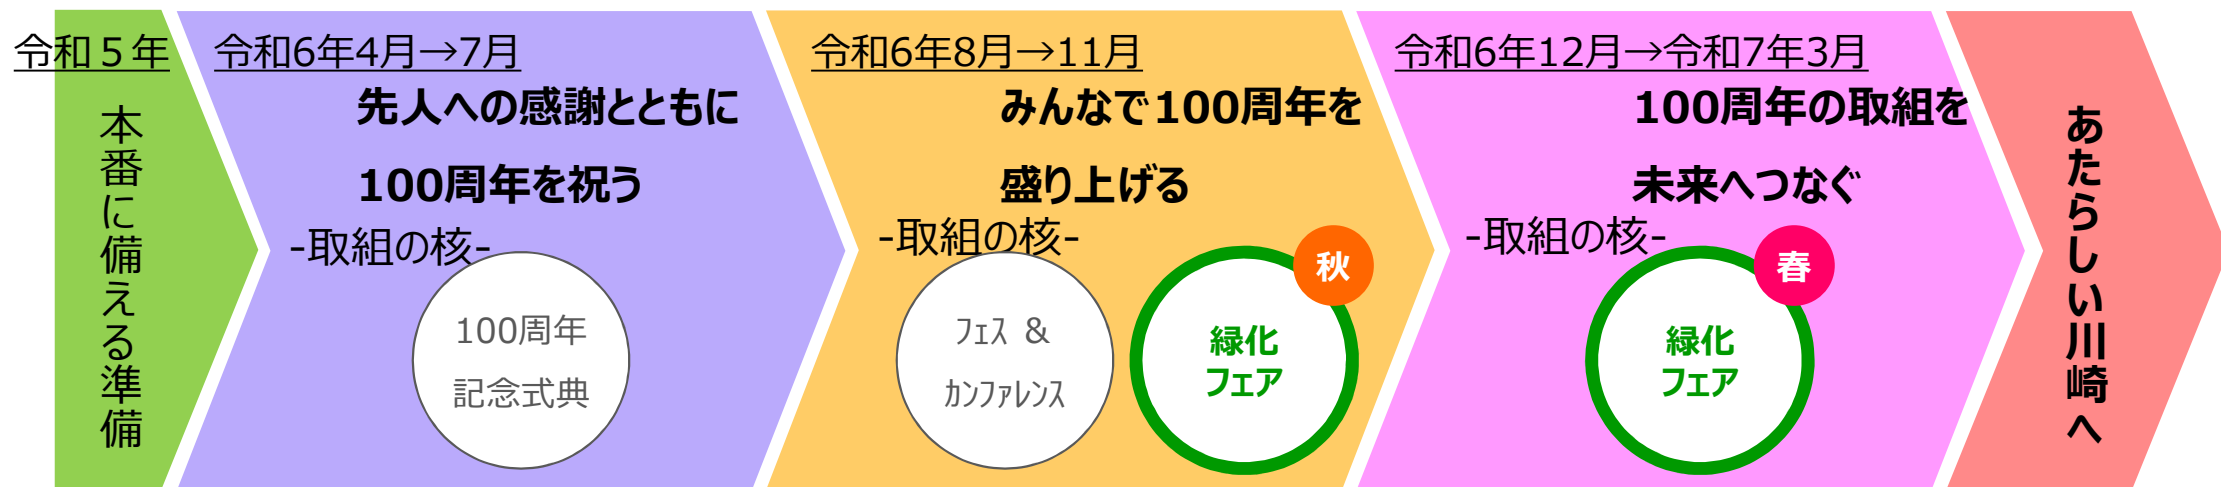 令和５年
本番に備える準備
令和6年4月→7月
先人への感謝とともに
100周年を祝う
-取組の核-
100周年
記念式典
令和6年8月→11月
みんなで100周年を
盛り上げる
-取組の核-
ﾌｪｽ ＆
ｶﾝﾌｧﾚﾝｽ
秋
緑化
フェア
令和6年12月→令和7年3月
100周年の取組を
未来へつなぐ
-取組の核-
春
緑化
フェア
あたらしい川崎へ